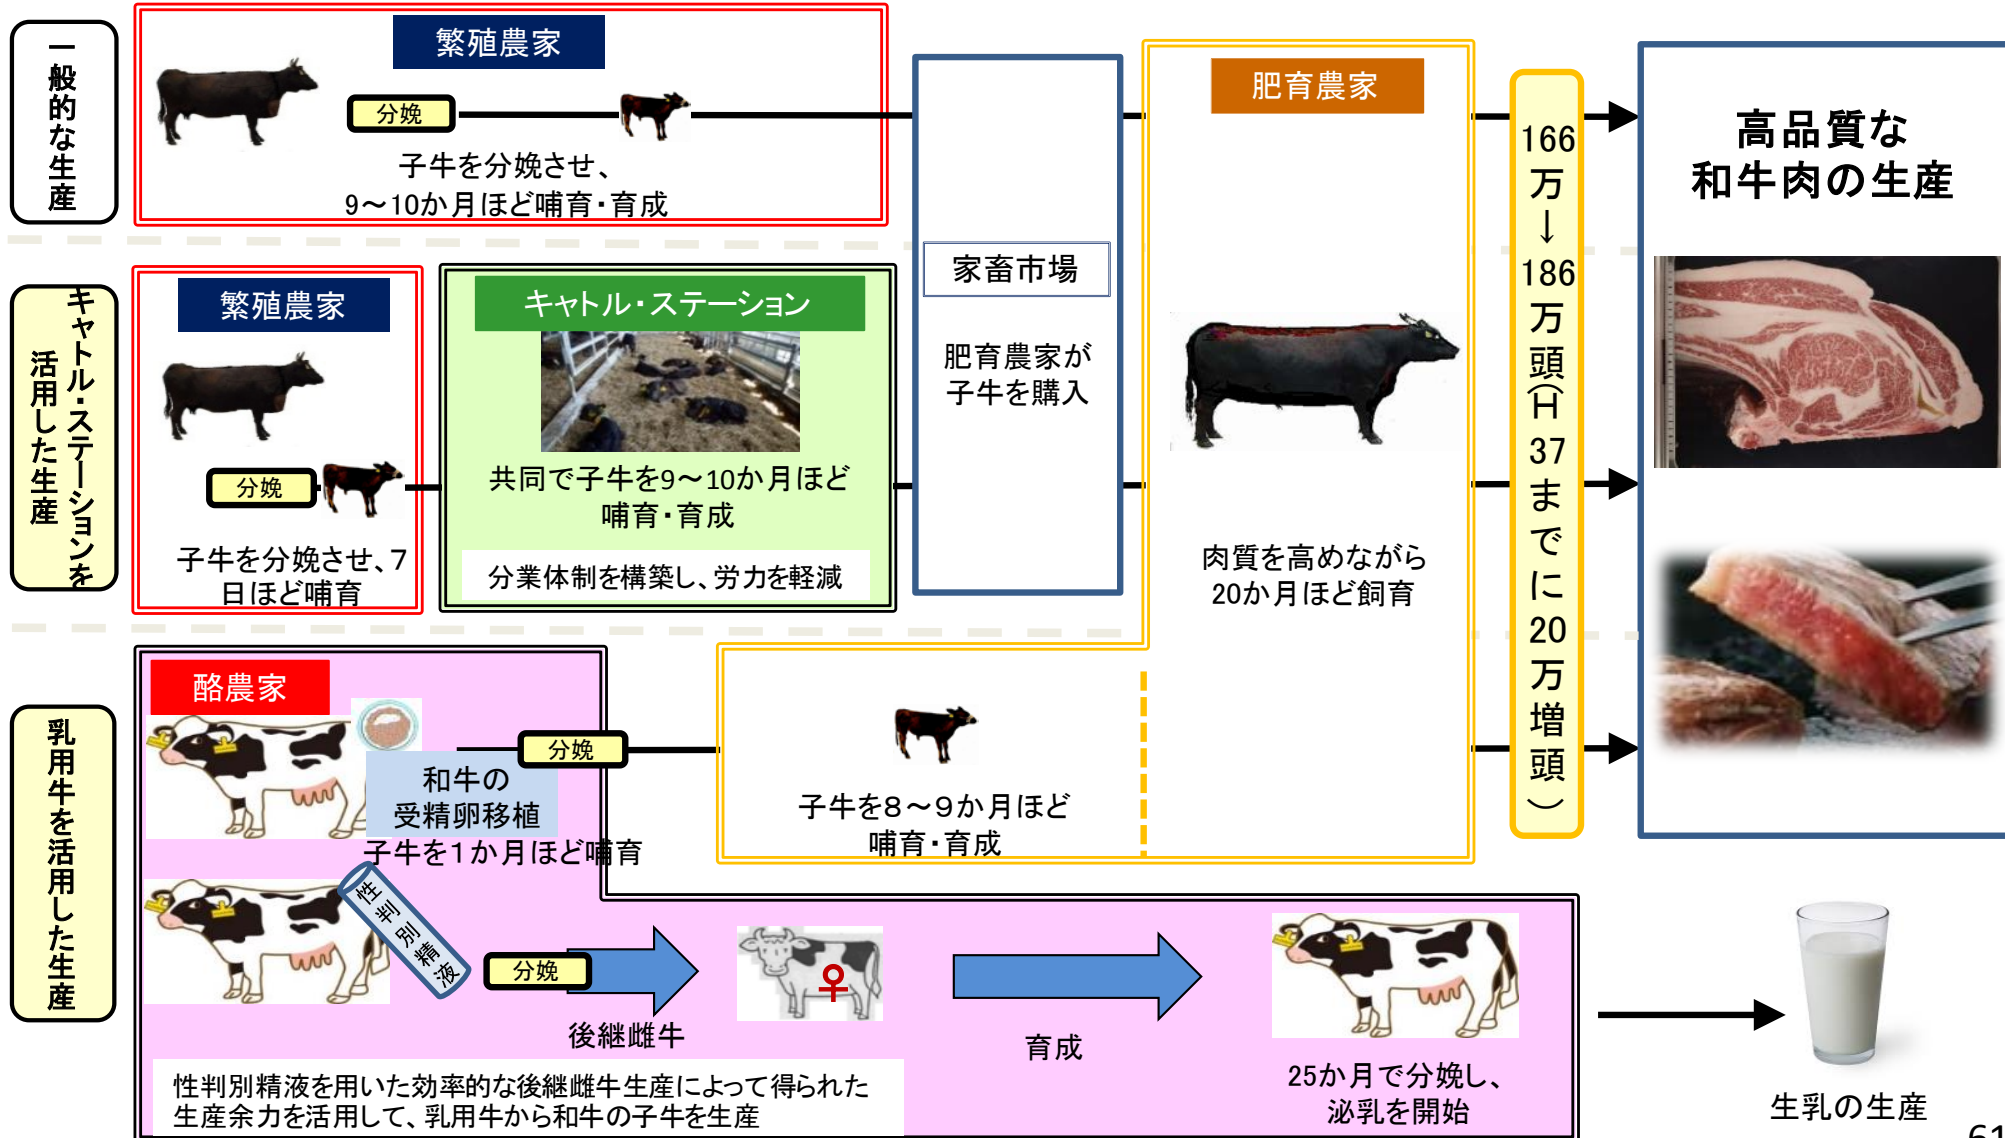 一般的な生産
繁殖農家
分娩
子牛を分娩させ、
9～10か月ほど哺育・育成
キャトル・ステーションを
活用した生産
繁殖農家
分娩
子牛を分娩させ、7
日ほど哺育
キャトル・ステーション
共同で子牛を9～10か月ほど
哺育・育成
分業体制を構築し、労力を軽減
家畜市場
肥育農家が
子牛を購入
肥育農家
肉質を高めながら
20か月ほど飼育
166万→186万頭(H37までに20万増頭)
高品質な
和牛肉の生産
乳用牛を活用した生産
酪農家
分娩
和牛の
受精卵移植
子牛を1か月ほど哺育
子牛を8～9か月ほど
哺育・育成
性判別精液
分娩
後継雌牛
♀
育成
25か月で分娩し、
泌乳を開始
性判別精液を用いた効率的な後継雌牛生産によって得られた
生産余力を活用して、乳用牛から和牛の子牛を生産
生乳の生産
61